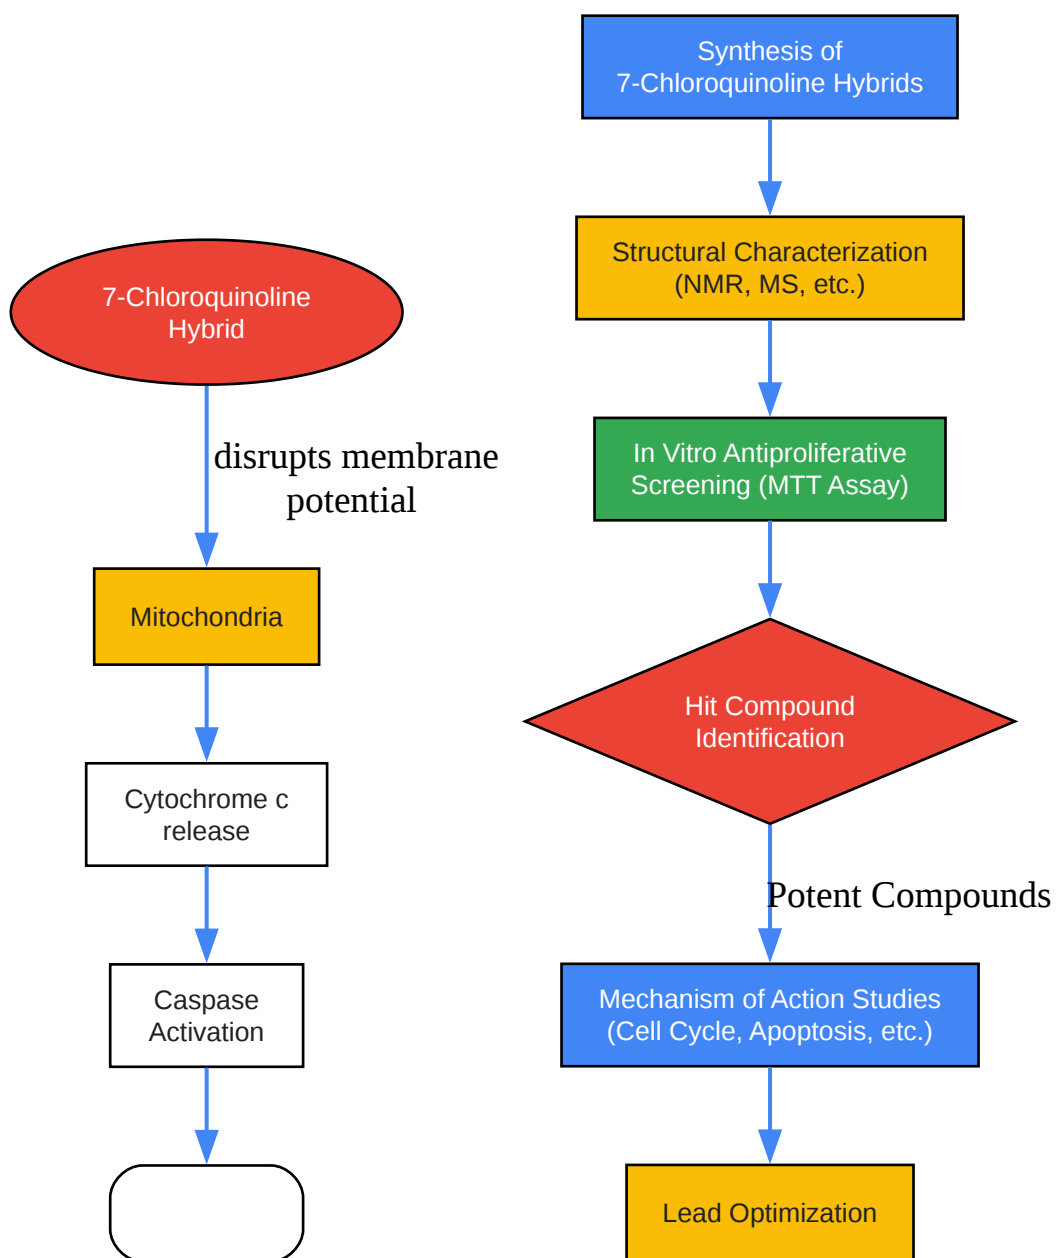 7-Chloroquinoline
Hybrid
disrupts membrane
potential
Mitochondria
Cytochrome c
release
Caspase
Activation
Synthesis of
7-Chloroquinoline Hybrids
Structural Characterization
(NMR, MS, etc.)
In Vitro Antiproliferative
Screening (MTT Assay)
Hit Compound
Identification
Potent Compounds
Mechanism of Action Studies
(Cell Cycle, Apoptosis, etc.)
Lead Optimization